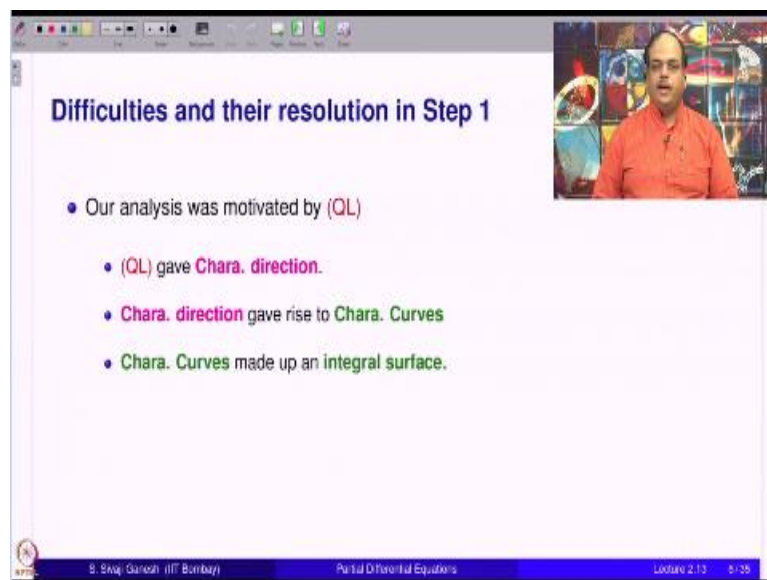 Difficulties and their resolution in Step 1
Our analysis was motivated by (QL)
(QL) gave Chara. direction.
Chara. direction gave rise to Chara. Curves
Chara. Curves made up an integral surface.
S. Sivaji Ganesh (IIT Bombay) Partial Differential Equations Lecture 2.13